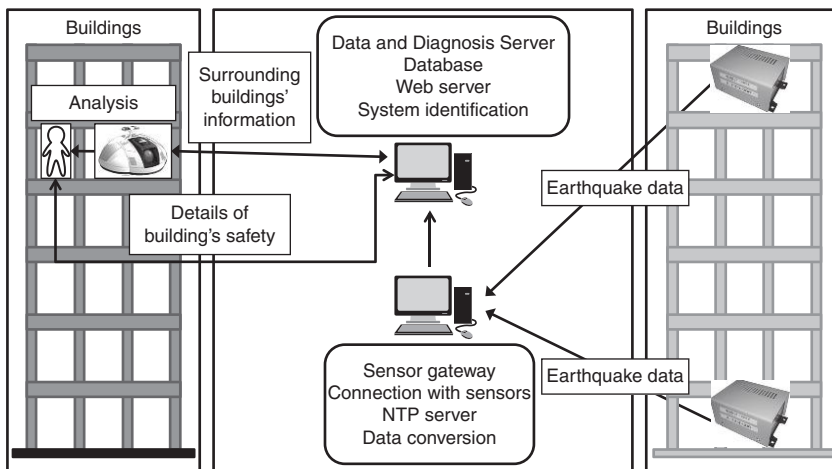 Buildings
Analysis
Surrounding
buildings'
information
Details of
building's safety
Data and Diagnosis Server
Database
Web server
System identification
Sensor gateway
Connection with sensors
NTP server
Data conversion
Buildings
Earthquake data
Earthquake data